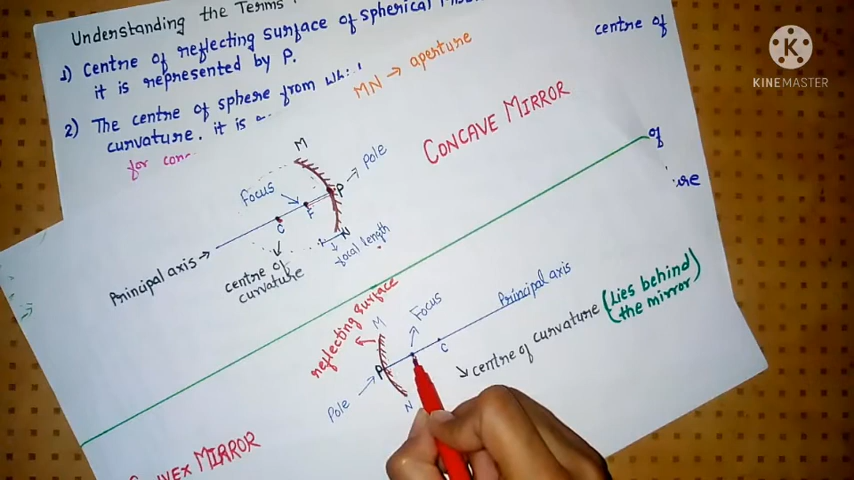 Understanding the Terms
1) Centre of reflecting surface of spherical
it is represented by P.
2) The centre of sphere from
curvature. it is
for
MN → aperture
centre of
of
CONCAVE MIRROR
M
Pole
P
Focus
F
C
N
focal length
Principal axis →
centre of
curvature
reflecting surface
M
Focus
Principal axis
C
P
Pole
N
centre of curvature (Lies behind
the mirror)
MIRROR
KINEMASTER